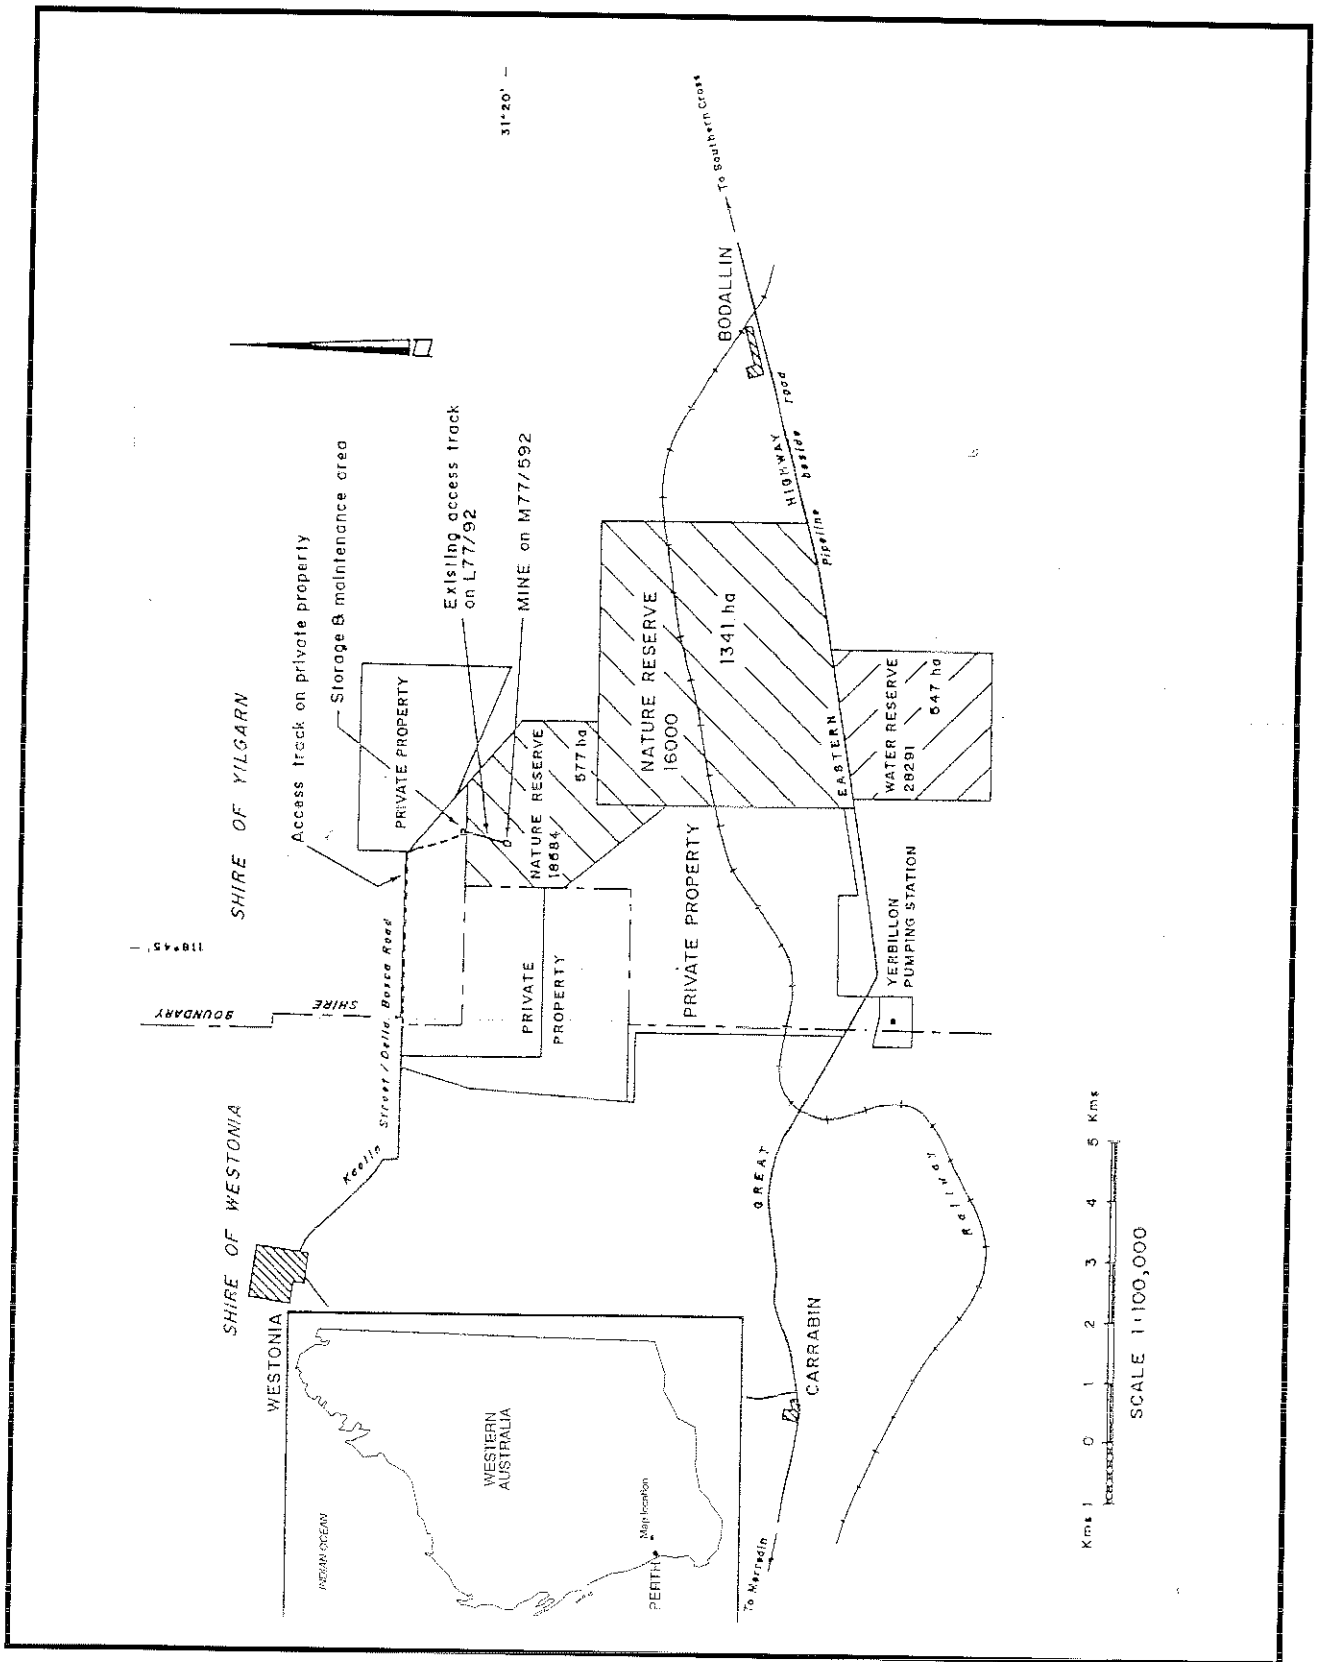 SHIRE OF WESTONIA
SHIRE OF YILGARN
BOUNDARY
SHIRE
118°45'
31°20'
WESTONIA
Street / Della Bosca Road
Access track on private property
Storage & maintenance area
PRIVATE PROPERTY
Existing access track
on L77/92
MINE on M77/592
NATURE RESERVE
18684
577 ha
PRIVATE
PROPERTY
INDIAN OCEAN
WESTERN
AUSTRALIA
PERTH
Map location
NATURE RESERVE
16000
1341 ha
PRIVATE PROPERTY
BODALLIN
To Southern Cross
To Merredin
CARRABIN
GREAT
EASTERN
HIGHWAY
Pipeline beside road
WATER RESERVE
28291
647 ha
YERBILLON
PUMPING STATION
Railway
Kms 1 0 1 2 3 4 5 Kms
SCALE 1:100,000